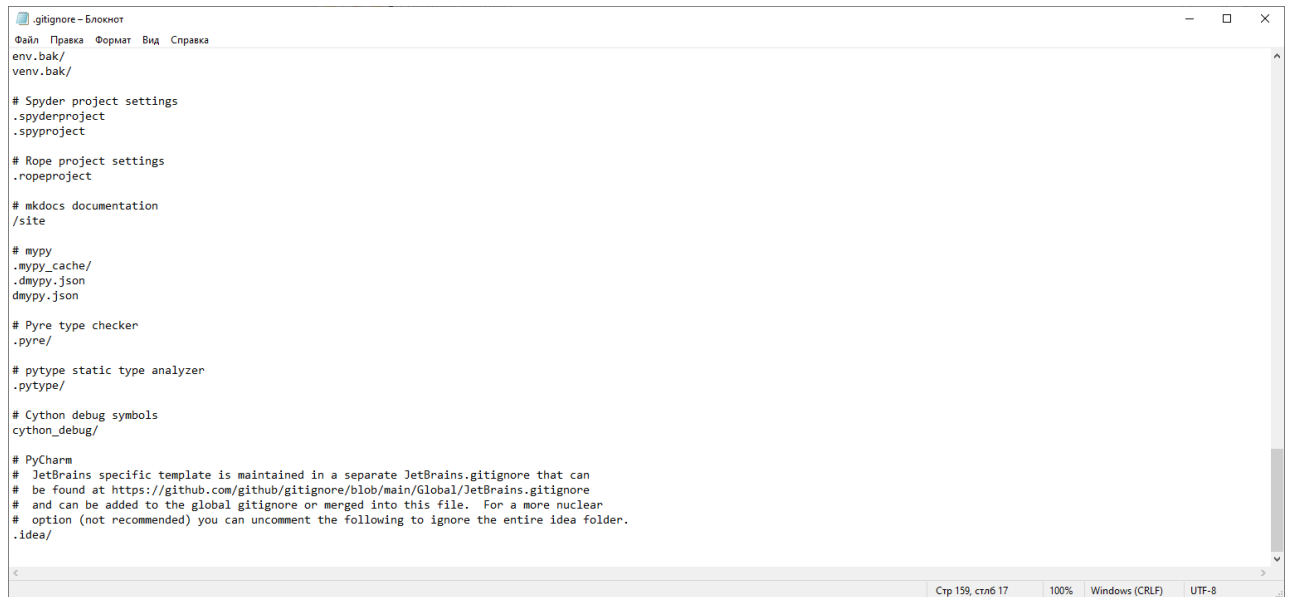 .gitignore – Блокнот
Файл Правка Формат Вид Справка
env.bak/
venv.bak/
# Spyder project settings
.spyderproject
.spyproject
# Rope project settings
.ropeproject
# mkdocs documentation
/site
# mypy
.mypy_cache/
.dmypy.json
dmypy.json
# Pyre type checker
.pyre/
# pytype static type analyzer
.pytype/
# Cython debug symbols
cython_debug/
# PyCharm
#  JetBrains specific template is maintained in a separate JetBrains.gitignore that can
#  be found at https://github.com/github/gitignore/blob/main/Global/JetBrains.gitignore
#  and can be added to the global gitignore or merged into this file.  For a more nuclear
#  option (not recommended) you can uncomment the following to ignore the entire idea folder.
.idea/
Стр 159, стлб 17 100% Windows (CRLF) UTF-8